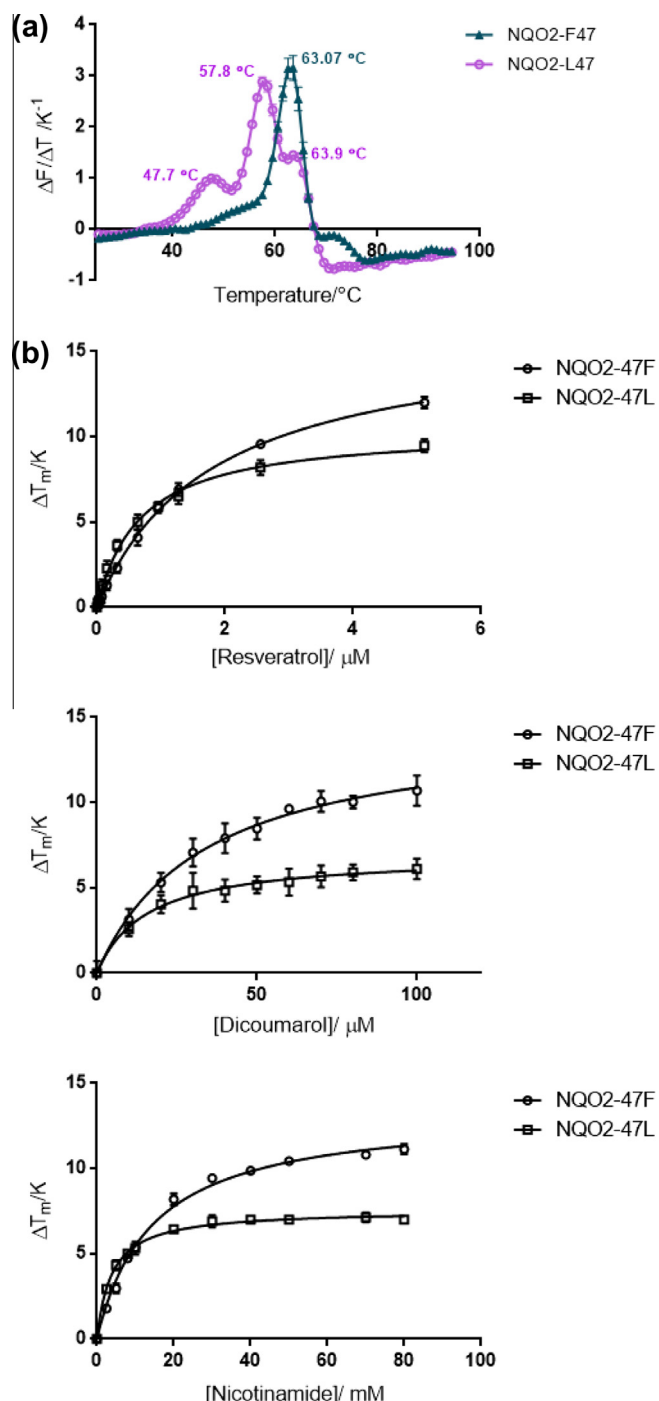 (a)
NQO2-F47
NQO2-L47
ΔF/ΔT /K⁻¹
4
3
2
1
0
-1
47.7 °C
57.8 °C
63.07 °C
63.9 °C
40 60 80 100
Temperature/°C
(b)
NQO2-47F
NQO2-47L
ΔTm/K
15
10
5
0
0 2 4 6
[Resveratrol]/ μM
NQO2-47F
NQO2-47L
ΔTm/K
15
10
5
0
0 50 100
[Dicoumarol]/ μM
NQO2-47F
NQO2-47L
ΔTm/K
15
10
5
0
0 20 40 60 80 100
[Nicotinamide]/ mM